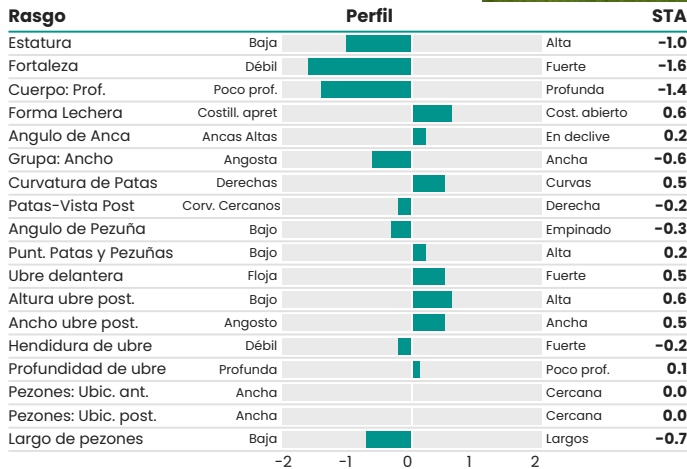 Rasgo Perfil STA
Estatura Baja Alta -1.0
Fortaleza Débil Fuerte -1.6
Cuerpo: Prof. Poco prof. Profunda -1.4
Forma Lechera Costill. apret Cost. abierto 0.6
Angulo de Anca Ancas Altas En declive 0.2
Grupa: Ancho Angosta Ancha -0.6
Curvatura de Patas Derechas Curvas 0.5
Patas-Vista Post Corv. Cercanos Derecha -0.2
Angulo de Pezuña Bajo Empinado -0.3
Punt. Patas y Pezuñas Bajo Alta 0.2
Ubre delantera Floja Fuerte 0.5
Altura ubre post. Bajo Alta 0.6
Ancho ubre post. Angosto Ancha 0.5
Hendidura de ubre Débil Fuerte -0.2
Profundidad de ubre Profunda Poco prof. 0.1
Pezones: Ubic. ant. Ancha Cercana 0.0
Pezones: Ubic. post. Ancha Cercana 0.0
Largo de pezones Baja Largos -0.7
-2 -1 0 1 2